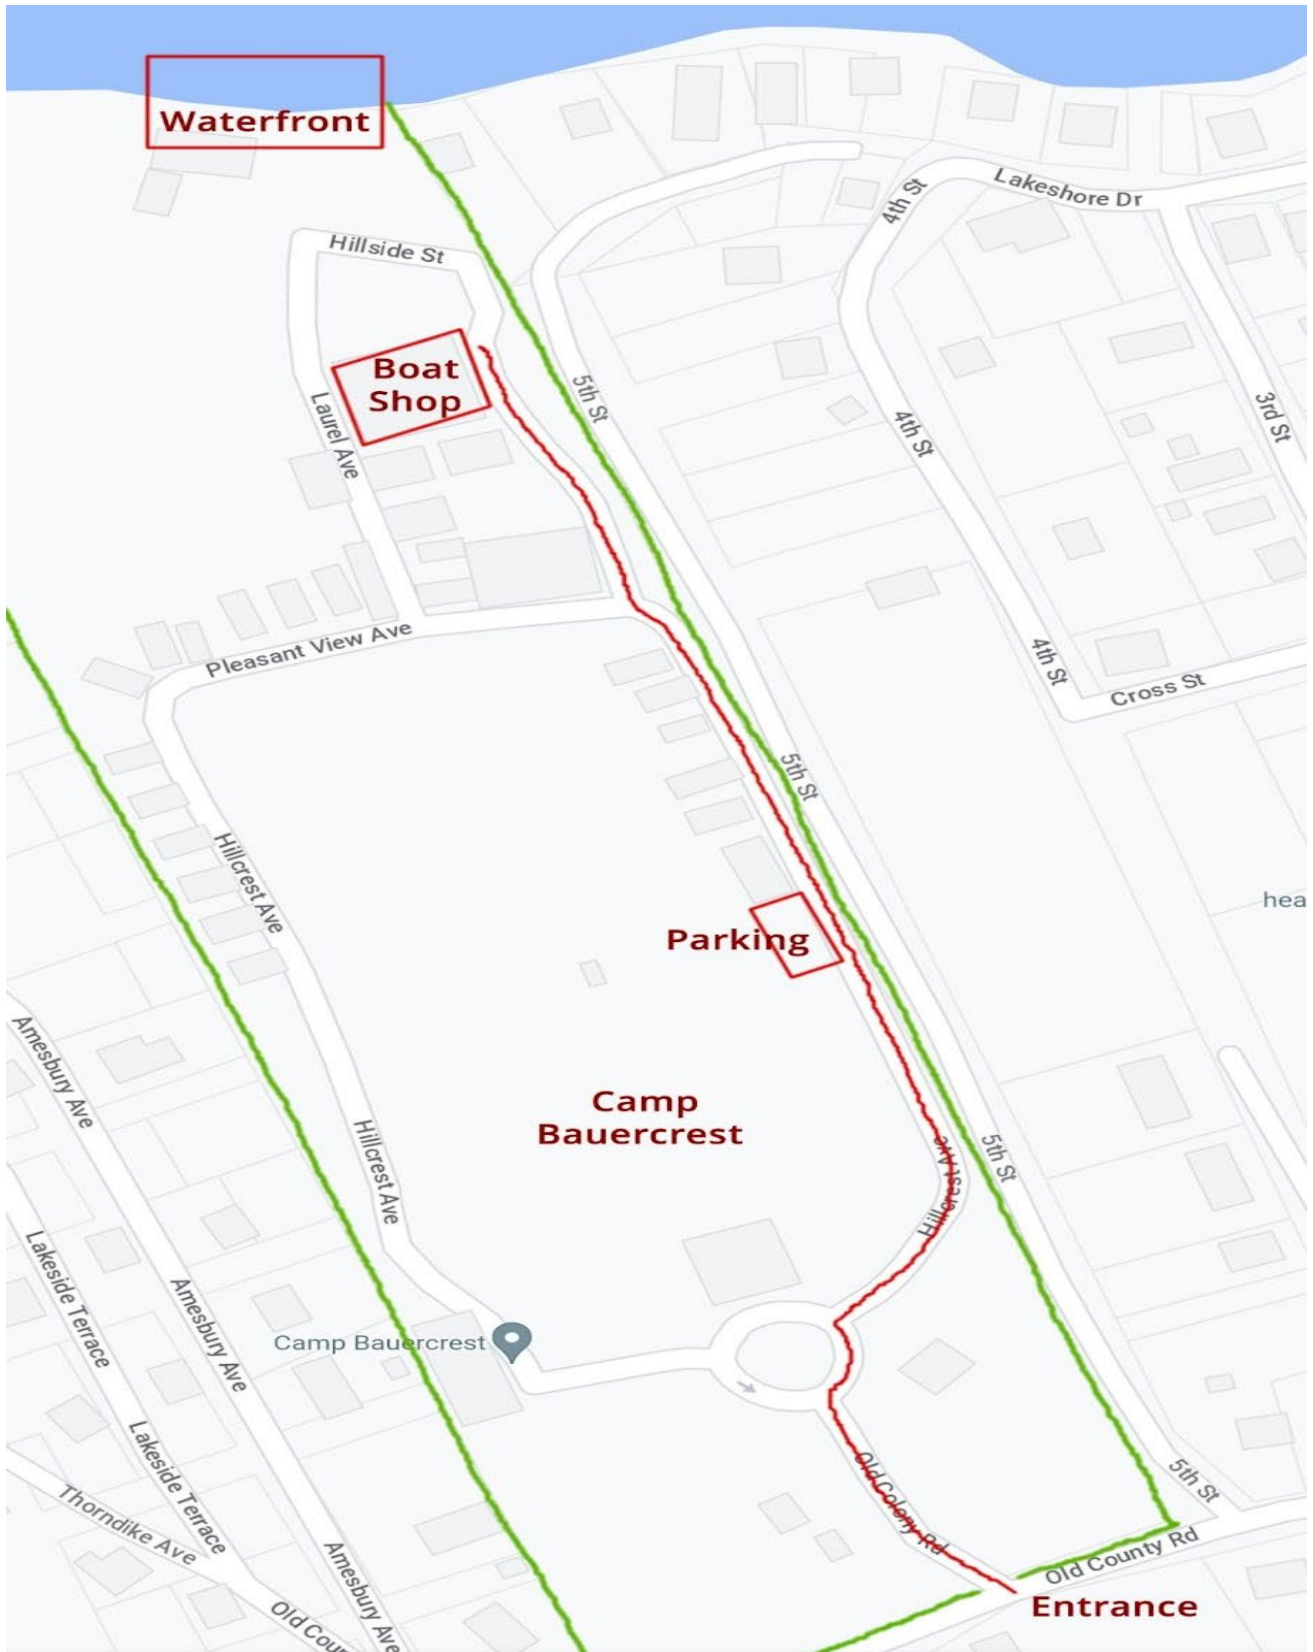 Waterfront
Lakeshore Dr
4th St
Hillside St
Boat
Shop
5th St
Laurel Ave
4th St
3rd St
Pleasant View Ave
4th St
Cross St
5th St
Hillcrest Ave
hea
Parking
Amesbury Ave
Camp
Bauercrest
Hillcrest Ave
5th St
Hillcrest Ave
Lakeside Terrace
Amesbury Ave
Camp Bauercrest
Lakeside Terrace
Old Colony Rd
5th St
Thorndike Ave
Old County Rd
Amesbury Ave
Entrance
Old Cou